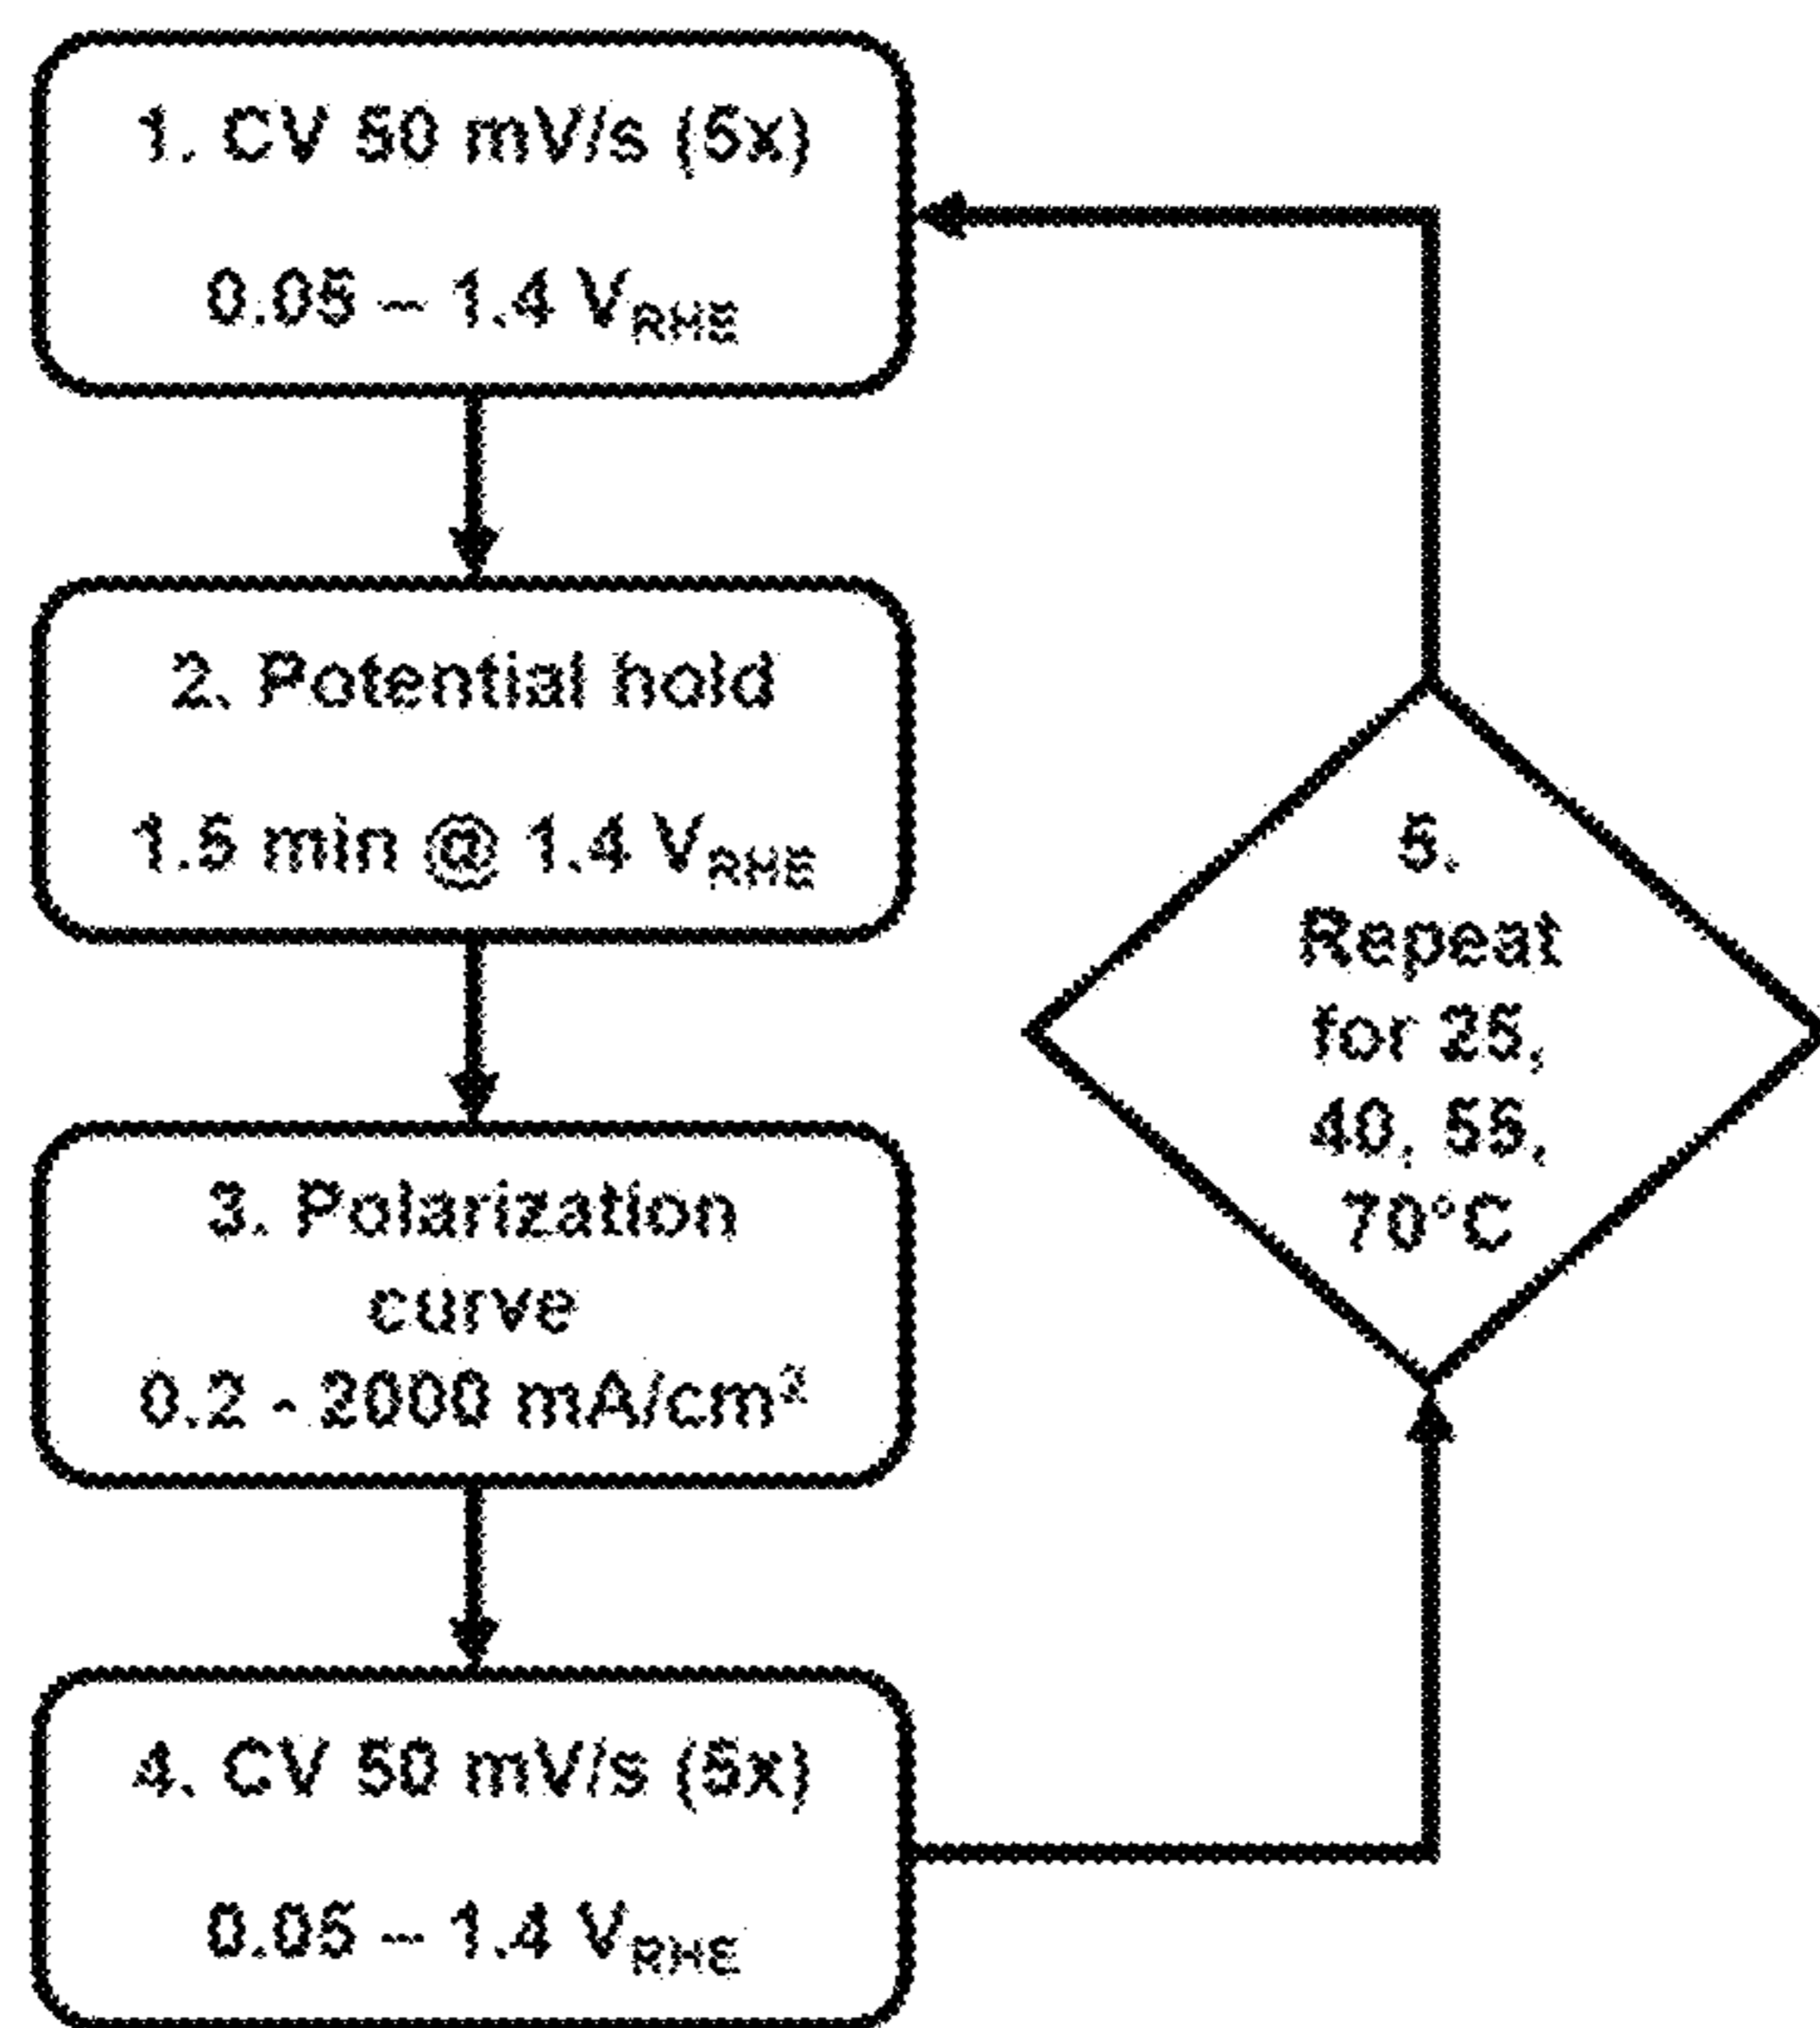 1. CV 50 mV/s (5x)
0.05 – 1.4 VRHE
2. Potential hold
1.5 min @ 1.4 VRHE
3. Polarization
curve
0.2 - 2000 mA/cm²
4. CV 50 mV/s (5x)
0.05 – 1.4 VRHE
5.
Repeat
for 25,
40, 55,
70°C